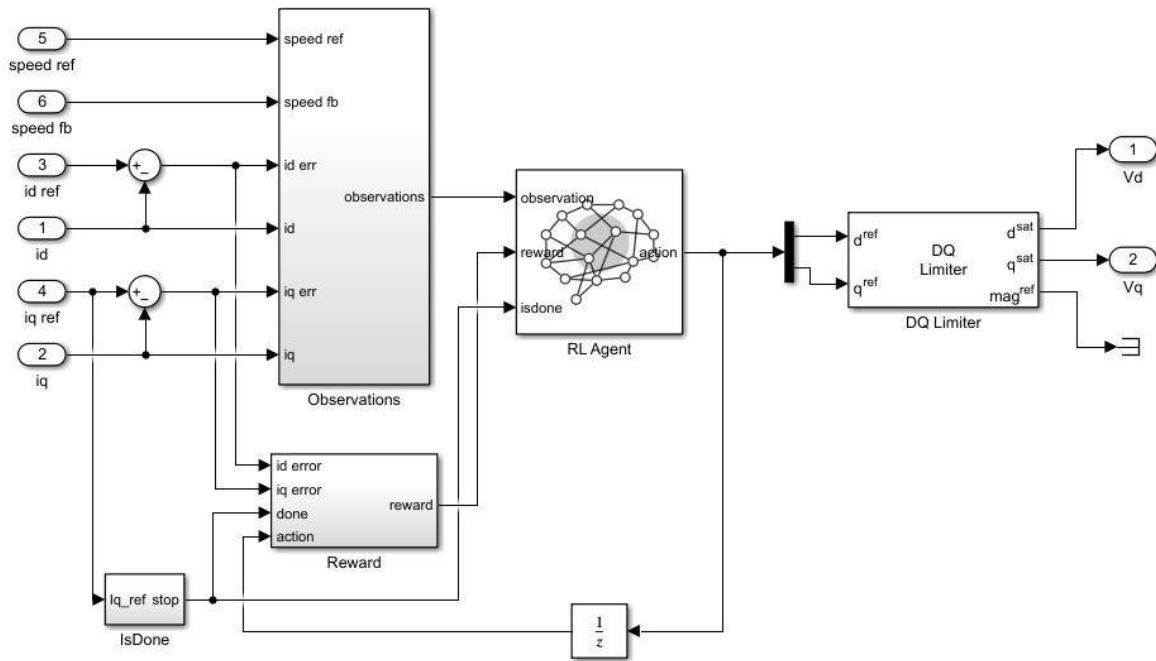 5
speed ref
6
speed fb
3
id ref
1
id
4
iq ref
2
iq
+
−
+
−
speed ref
speed fb
id err
id
iq err
iq
observations
Observations
id error
iq error
done
action
reward
Reward
Iq_ref stop
IsDone
observation
reward
isdone
action
RL Agent
1
z
d^ref
q^ref
DQ
Limiter
d^sat
q^sat
mag^ref
DQ Limiter
1
Vd
2
Vq